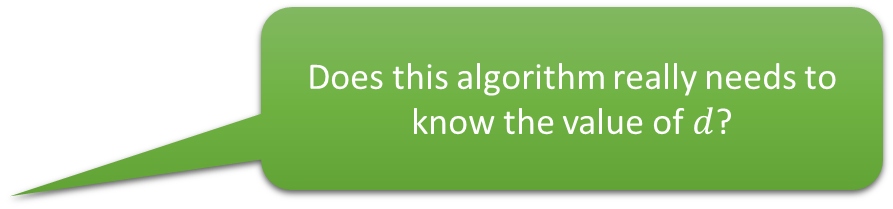 Does this algorithm really needs to
know the value of d?